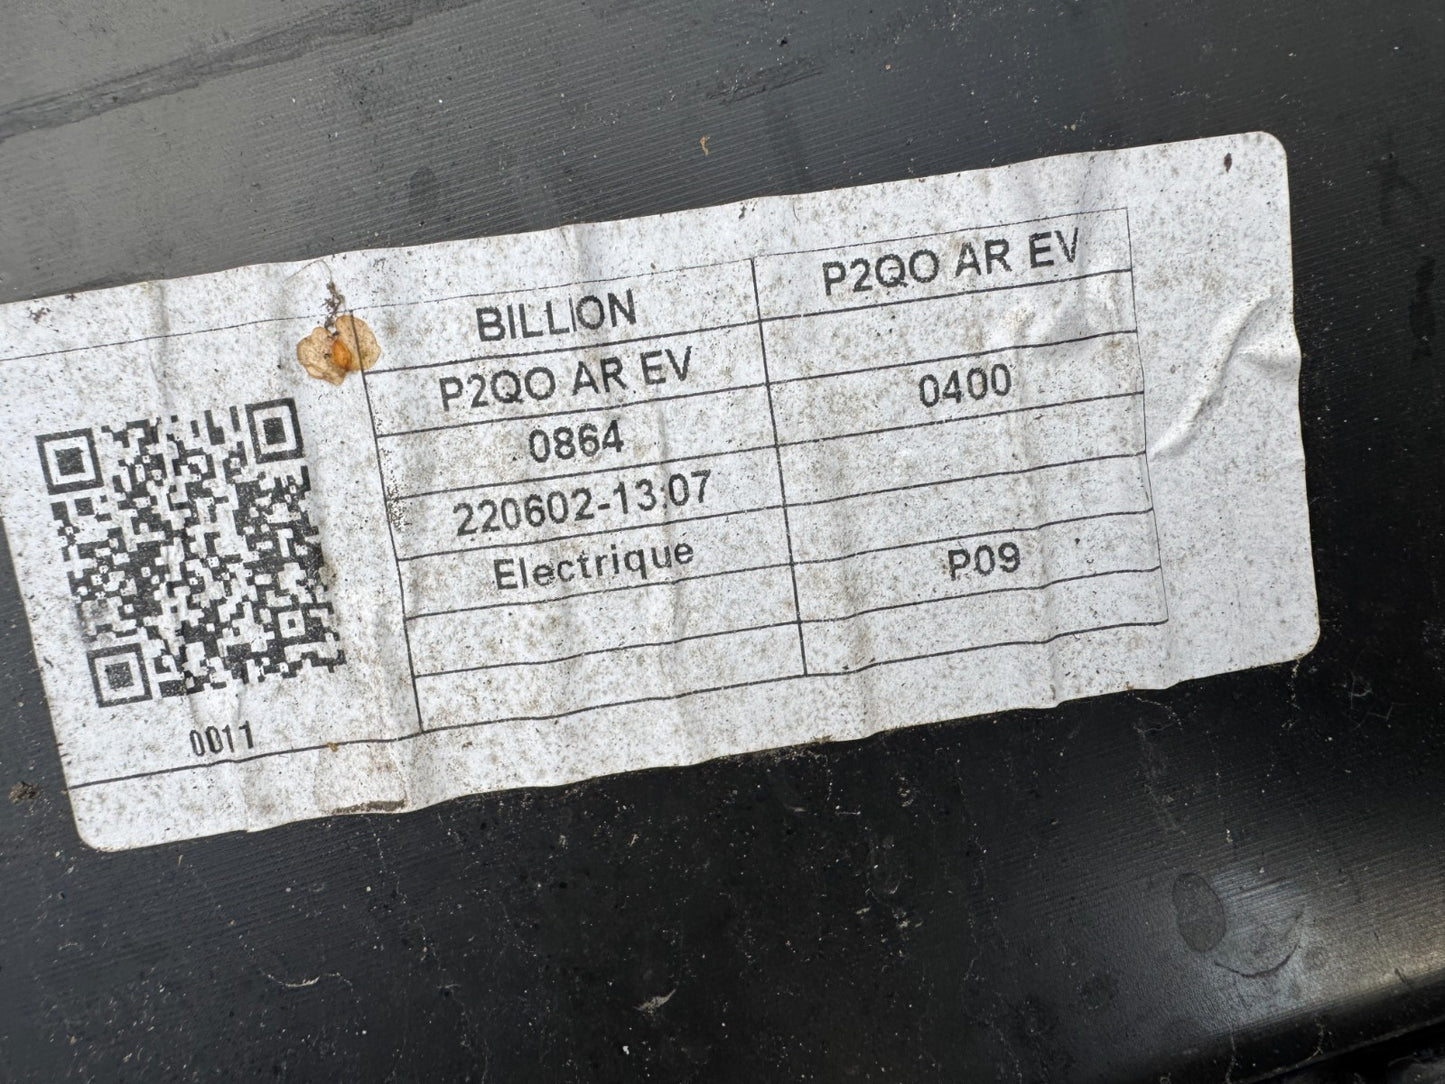 BILLION P2QO AR EV
P2QO AR EV
0864 0400
220602-13:07
Electrique P09
0011